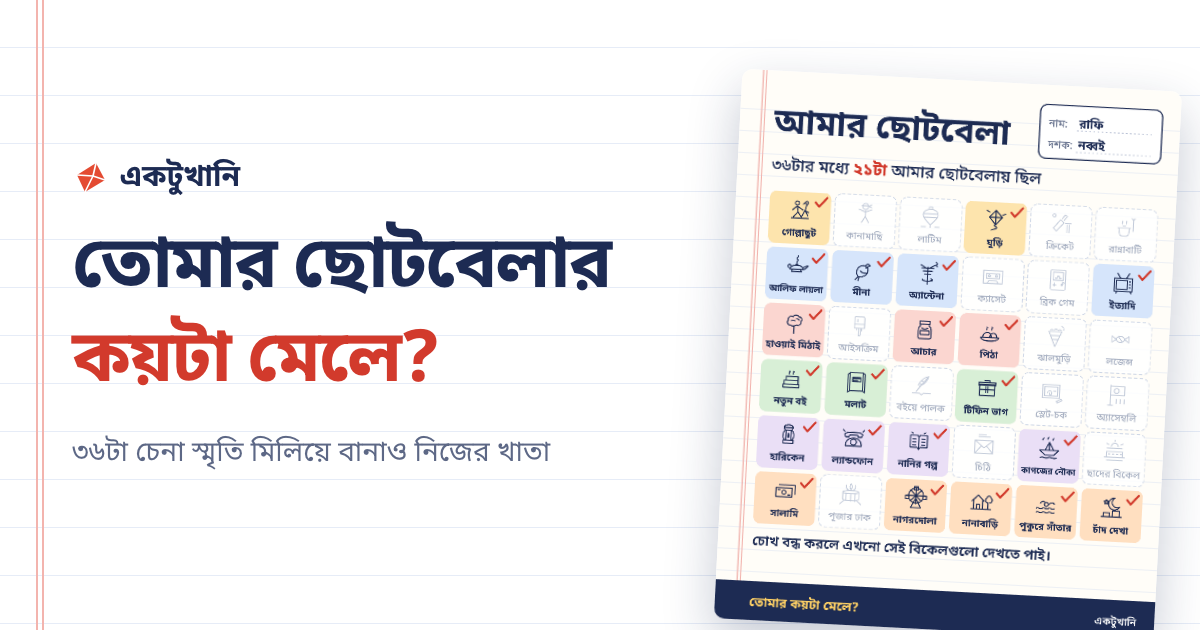 একটুখানি
তোমার ছোটবেলার
কয়টা মেলে?
৩৬টা চেনা স্মৃতি মিলিয়ে বানাও নিজের খাতা
আমার ছোটবেলা
নাম: রাফি
দশক: নব্বই
৩৬টার মধ্যে ২১টা আমার ছোটবেলায় ছিল
গোল্লাছুট কানামাছি লাটিম ঘুড়ি ক্রিকেট রান্নাবাটি
আলিফ লায়লা মীনা অ্যান্টেনা ক্যাসেট ব্রিক গেম ইত্যাদি
হাওয়াই মিঠাই আইসক্রিম আচার পিঠা ঝালমুড়ি লজেন্স
নতুন বই মলাট বইয়ে পালক টিফিন ভাগ স্লেট-চক অ্যাসেম্বলি
হারিকেন ল্যান্ডফোন নানির গল্প চিঠি কাগজের নৌকা ছাদের বিকেল
সালামি পূজার ঢাক নাগরদোলা নানাবাড়ি পুকুরে সাঁতার চাঁদ দেখা
চোখ বন্ধ করলে এখনো সেই বিকেলগুলো দেখতে পাই।
তোমার কয়টা মেলে?
একটুখানি